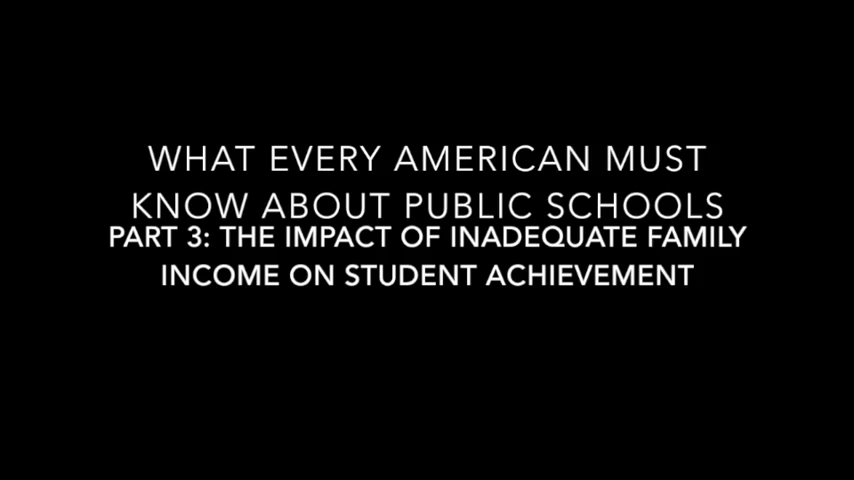 WHAT EVERY AMERICAN MUST
KNOW ABOUT PUBLIC SCHOOLS
PART 3: THE IMPACT OF INADEQUATE FAMILY
INCOME ON STUDENT ACHIEVEMENT